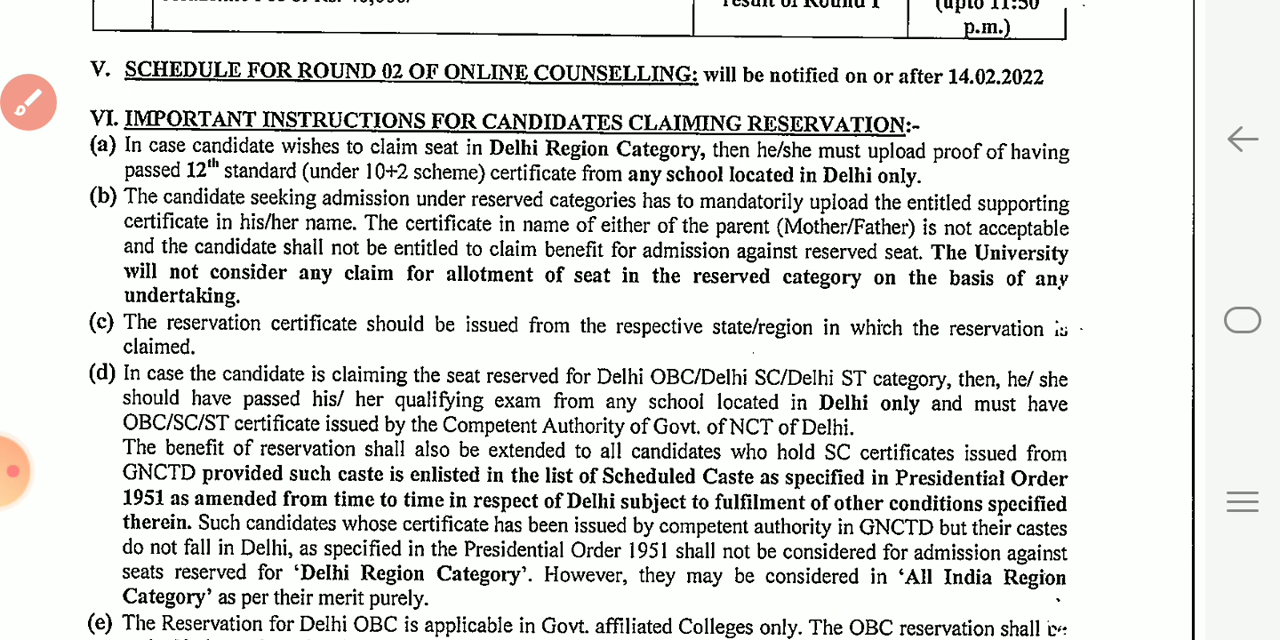 result of Round 1
(upto 11:50
p.m.)
V. SCHEDULE FOR ROUND 02 OF ONLINE COUNSELLING: will be notified on or after 14.02.2022
VI. IMPORTANT INSTRUCTIONS FOR CANDIDATES CLAIMING RESERVATION:-
(a) In case candidate wishes to claim seat in Delhi Region Category, then he/she must upload proof of having
passed 12th standard (under 10+2 scheme) certificate from any school located in Delhi only.
(b) The candidate seeking admission under reserved categories has to mandatorily upload the entitled supporting
certificate in his/her name. The certificate in name of either of the parent (Mother/Father) is not acceptable
and the candidate shall not be entitled to claim benefit for admission against reserved seat. The University
will not consider any claim for allotment of seat in the reserved category on the basis of any
undertaking.
(c) The reservation certificate should be issued from the respective state/region in which the reservation is
claimed.
(d) In case the candidate is claiming the seat reserved for Delhi OBC/Delhi SC/Delhi ST category, then, he/ she
should have passed his/ her qualifying exam from any school located in Delhi only and must have
OBC/SC/ST certificate issued by the Competent Authority of Govt. of NCT of Delhi.
The benefit of reservation shall also be extended to all candidates who hold SC certificates issued from
GNCTD provided such caste is enlisted in the list of Scheduled Caste as specified in Presidential Order
1951 as amended from time to time in respect of Delhi subject to fulfilment of other conditions specified
therein. Such candidates whose certificate has been issued by competent authority in GNCTD but their castes
do not fall in Delhi, as specified in the Presidential Order 1951 shall not be considered for admission against
seats reserved for 'Delhi Region Category'. However, they may be considered in 'All India Region
Category' as per their merit purely.
(e) The Reservation for Delhi OBC is applicable in Govt. affiliated Colleges only. The OBC reservation shall be